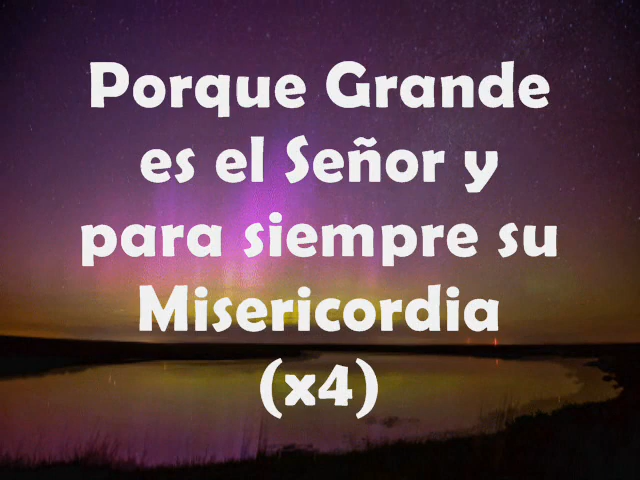 Porque Grande
es el Señor y
para siempre su
Misericordia
(x4)